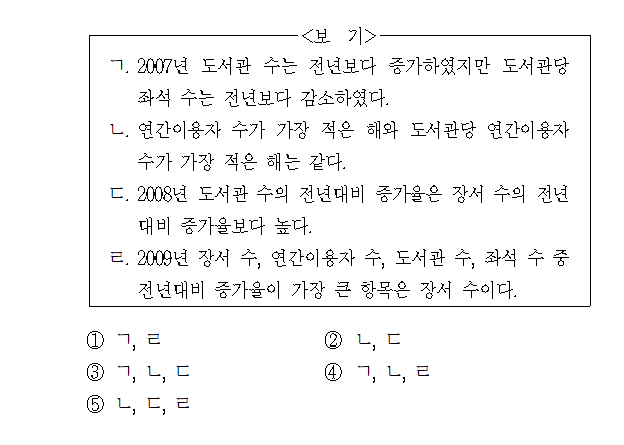 <보 기>
ㄱ. 2007년 도서관 수는 전년보다 증가하였지만 도서관당
좌석 수는 전년보다 감소하였다.
ㄴ. 연간이용자 수가 가장 적은 해와 도서관당 연간이용자
수가 가장 적은 해는 같다.
ㄷ. 2008년 도서관 수의 전년대비 증가율은 장서 수의 전년
대비 증가율보다 높다.
ㄹ. 2009년 장서 수, 연간이용자 수, 도서관 수, 좌석 수 중
전년대비 증가율이 가장 큰 항목은 장서 수이다.
① ㄱ, ㄹ ② ㄴ, ㄷ
③ ㄱ, ㄴ, ㄷ ④ ㄱ, ㄴ, ㄹ
⑤ ㄴ, ㄷ, ㄹ